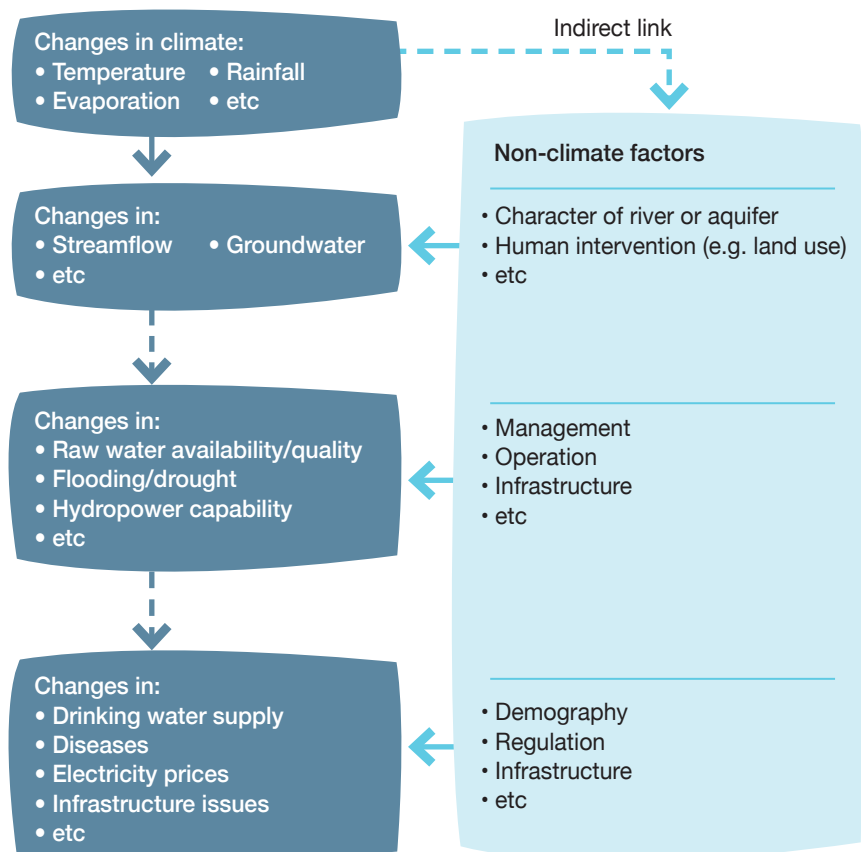 Changes in climate:
• Temperature • Rainfall
• Evaporation • etc
Indirect link
Non-climate factors
Changes in:
• Streamflow • Groundwater
• etc
• Character of river or aquifer
• Human intervention (e.g. land use)
• etc
Changes in:
• Raw water availability/quality
• Flooding/drought
• Hydropower capability
• etc
• Management
• Operation
• Infrastructure
• etc
Changes in:
• Drinking water supply
• Diseases
• Electricity prices
• Infrastructure issues
• etc
• Demography
• Regulation
• Infrastructure
• etc